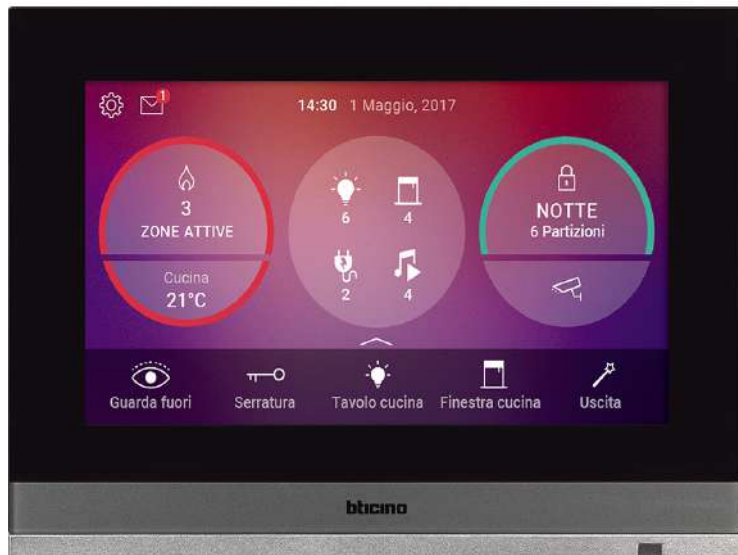 1
14:30 1 Maggio, 2017
3
ZONE ATTIVE
Cucina
21°C
6 4
2 4
NOTTE
6 Partizioni
Guarda fuori Serratura Tavolo cucina Finestra cucina Uscita
bticino